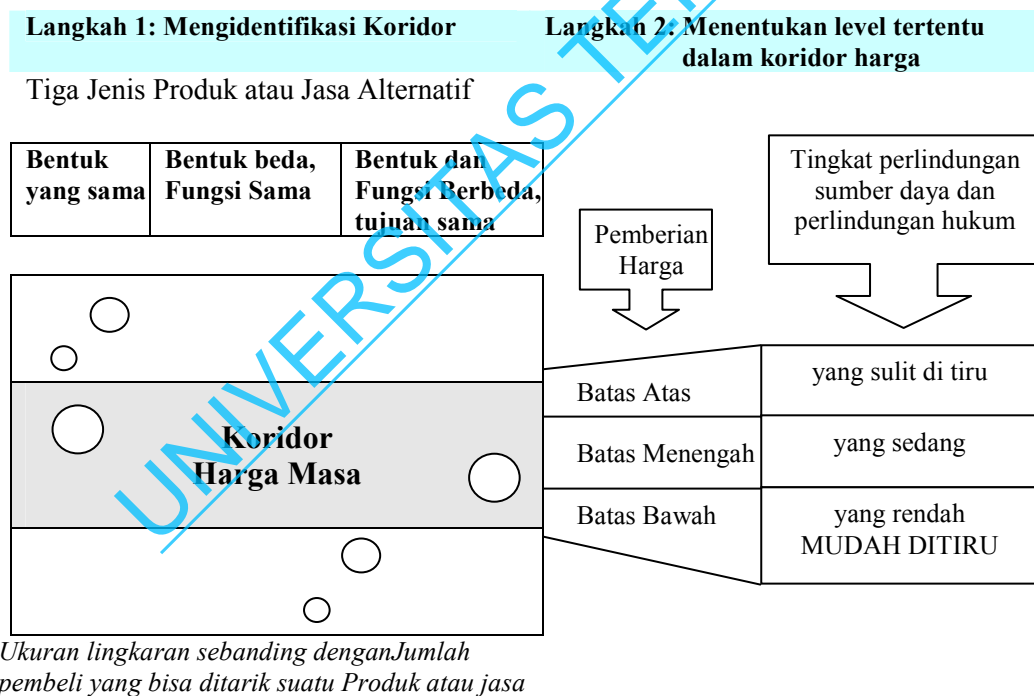 Langkah 1: Mengidentifikasi Koridor
Langkah 2: Menentukan level tertentu
dalam koridor harga
Tiga Jenis Produk atau Jasa Alternatif
Bentuk
yang sama
Bentuk beda,
Fungsi Sama
Bentuk dan
Fungsi Berbeda,
tujuan sama
Pemberian
Harga
Tingkat perlindungan
sumber daya dan
perlindungan hukum
Koridor
Harga Masa
Batas Atas
Batas Menengah
Batas Bawah
yang sulit di tiru
yang sedang
yang rendah
MUDAH DITIRU
Ukuran lingkaran sebanding denganJumlah
pembeli yang bisa ditarik suatu Produk atau jasa
UNIVERSITAS